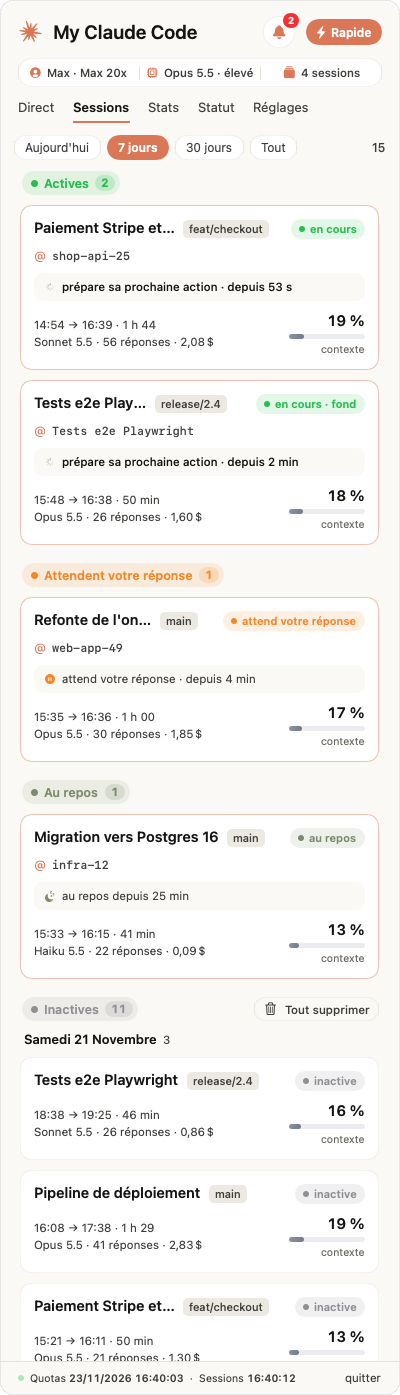 My Claude Code
2
Rapide
Max · Max 20x
Opus 5.5 · élevé
4 sessions
Direct
Sessions
Stats
Statut
Réglages
Aujourd'hui
7 jours
30 jours
Tout
15
Actives 2
Paiement Stripe et...
feat/checkout
en cours
@ shop-api-25
prépare sa prochaine action · depuis 53 s
14:54 → 16:39 · 1 h 44
19 %
Sonnet 5.5 · 56 réponses · 2,08 $
contexte
Tests e2e Play...
release/2.4
en cours · fond
@ Tests e2e Playwright
prépare sa prochaine action · depuis 2 min
15:48 → 16:38 · 50 min
18 %
Opus 5.5 · 26 réponses · 1,60 $
contexte
Attendent votre réponse 1
Refonte de l'on...
main
attend votre réponse
@ web-app-49
attend votre réponse · depuis 4 min
15:35 → 16:36 · 1 h 00
17 %
Opus 5.5 · 30 réponses · 1,85 $
contexte
Au repos 1
Migration vers Postgres 16
main
au repos
@ infra-12
au repos depuis 25 min
15:33 → 16:15 · 41 min
13 %
Haiku 5.5 · 22 réponses · 0,09 $
contexte
Inactives 11
Tout supprimer
Samedi 21 Novembre 3
Tests e2e Playwright
release/2.4
inactive
18:38 → 19:25 · 46 min
16 %
Sonnet 5.5 · 26 réponses · 0,86 $
contexte
Pipeline de déploiement
main
inactive
16:08 → 17:38 · 1 h 29
19 %
Opus 5.5 · 41 réponses · 2,83 $
contexte
Paiement Stripe et...
feat/checkout
inactive
15:21 → 16:11 · 50 min
13 %
Opus 5.5 · 21 réponses · 1,30 $
contexte
Quotas 23/11/2026 16:40:03 · Sessions 16:40:12
quitter